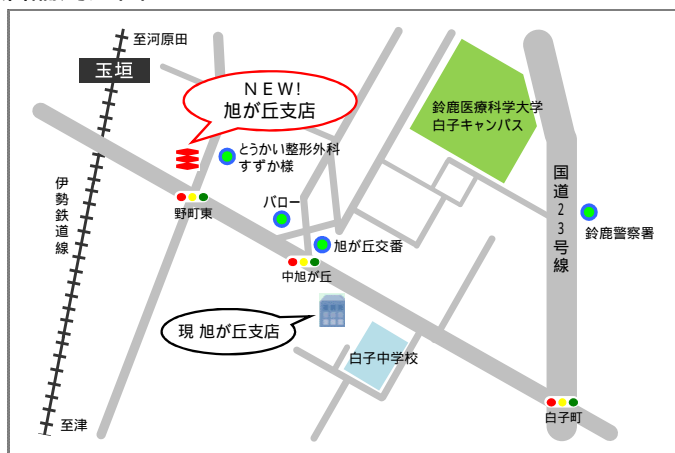 至河原田
玉垣
NEW!
旭が丘支店
とうかい整形外科
すずか様
鈴鹿医療科学大学
白子キャンパス
伊勢鉄道線
国道23号線
バロー
野町東
旭が丘交番
鈴鹿警察署
中旭が丘
現 旭が丘支店
白子中学校
至津
白子町